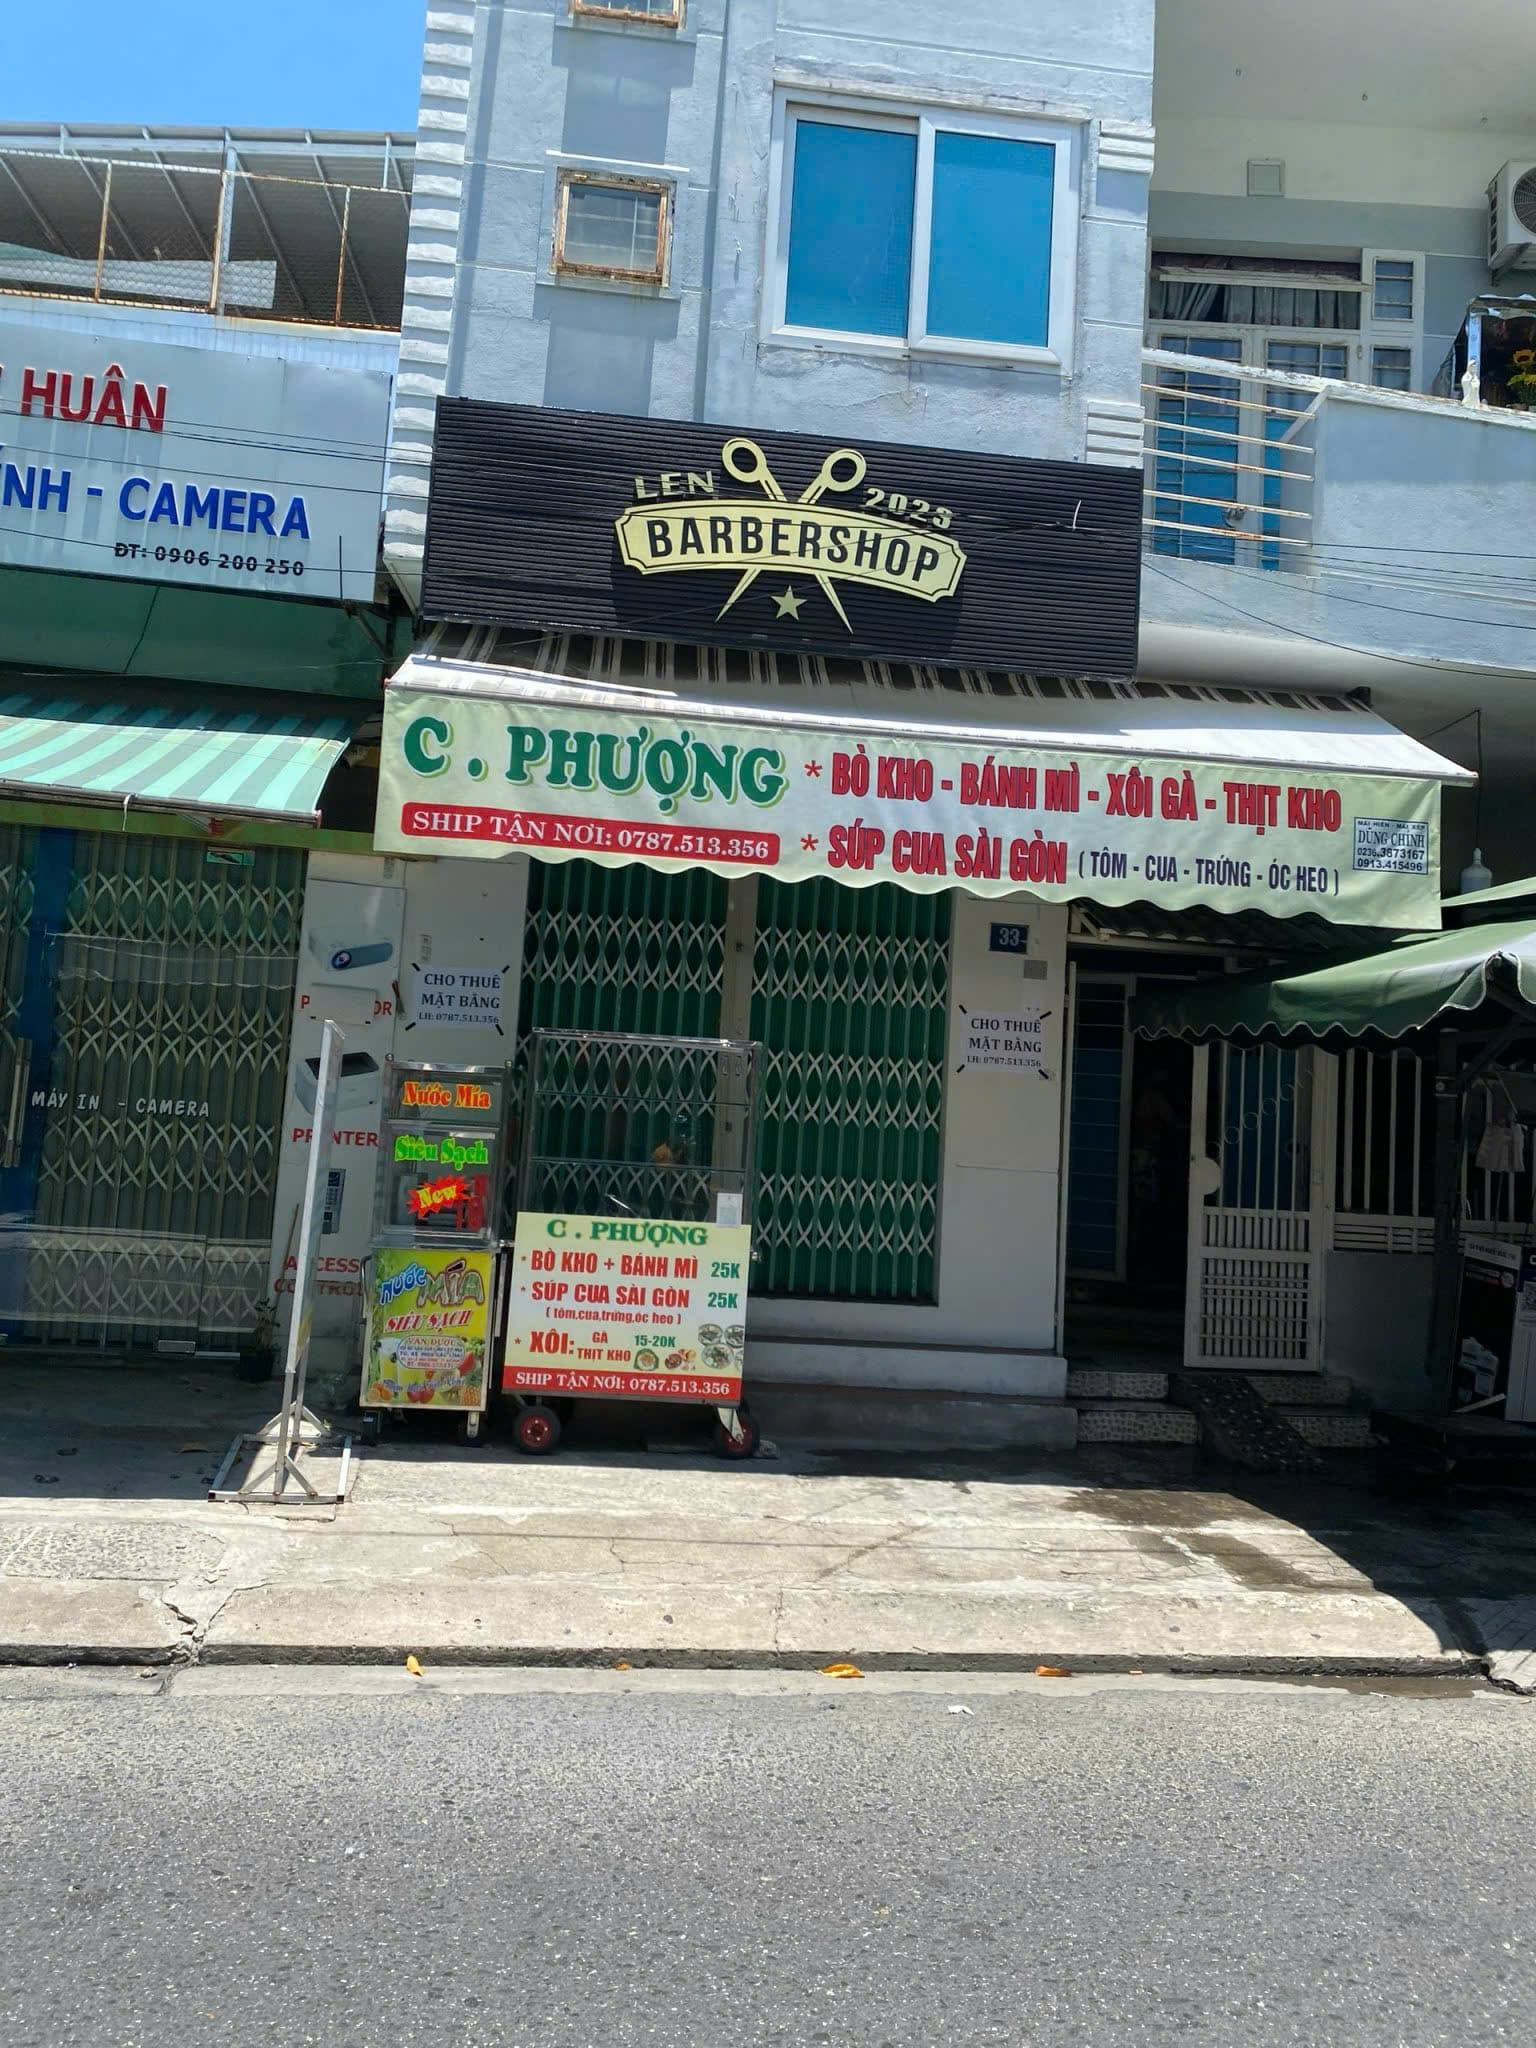 HUÂN
ÍNH - CAMERA
ĐT: 0906 200 250
LEN
2023
BARBERSHOP
C . PHƯỢNG
* BÒ KHO - BÁNH MÌ - XÔI GÀ - THỊT KHO
SHIP TẬN NƠI: 0787.513.356
* SÚP CUA SÀI GÒN ( TÔM - CUA - TRỨNG - ÓC HEO )
MÁI HIÊN - MÁI XẾP
DŨNG CHINH
0236.3873167
0913.415496
33
CHO THUÊ
MẶT BẰNG
LH: 0787.513.356
CHO THUÊ
MẶT BẰNG
LH: 0787.513.356
MÁY IN - CAMERA
PRINTER
Nước Mía
Siêu Sạch
New
NƯỚC MÍA
SIÊU SẠCH
C . PHƯỢNG
* BÒ KHO + BÁNH MÌ 25K
* SÚP CUA SÀI GÒN 25K
( tôm,cua,trứng,óc heo )
* XÔI: GÀ 15-20K
THỊT KHO
SHIP TẬN NƠI: 0787.513.356